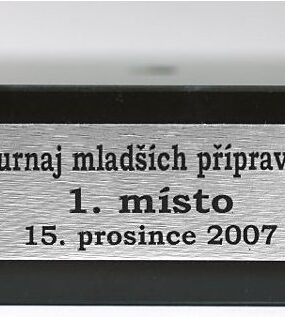 urnaj mladších příprav
1. místo
15. prosince 2007